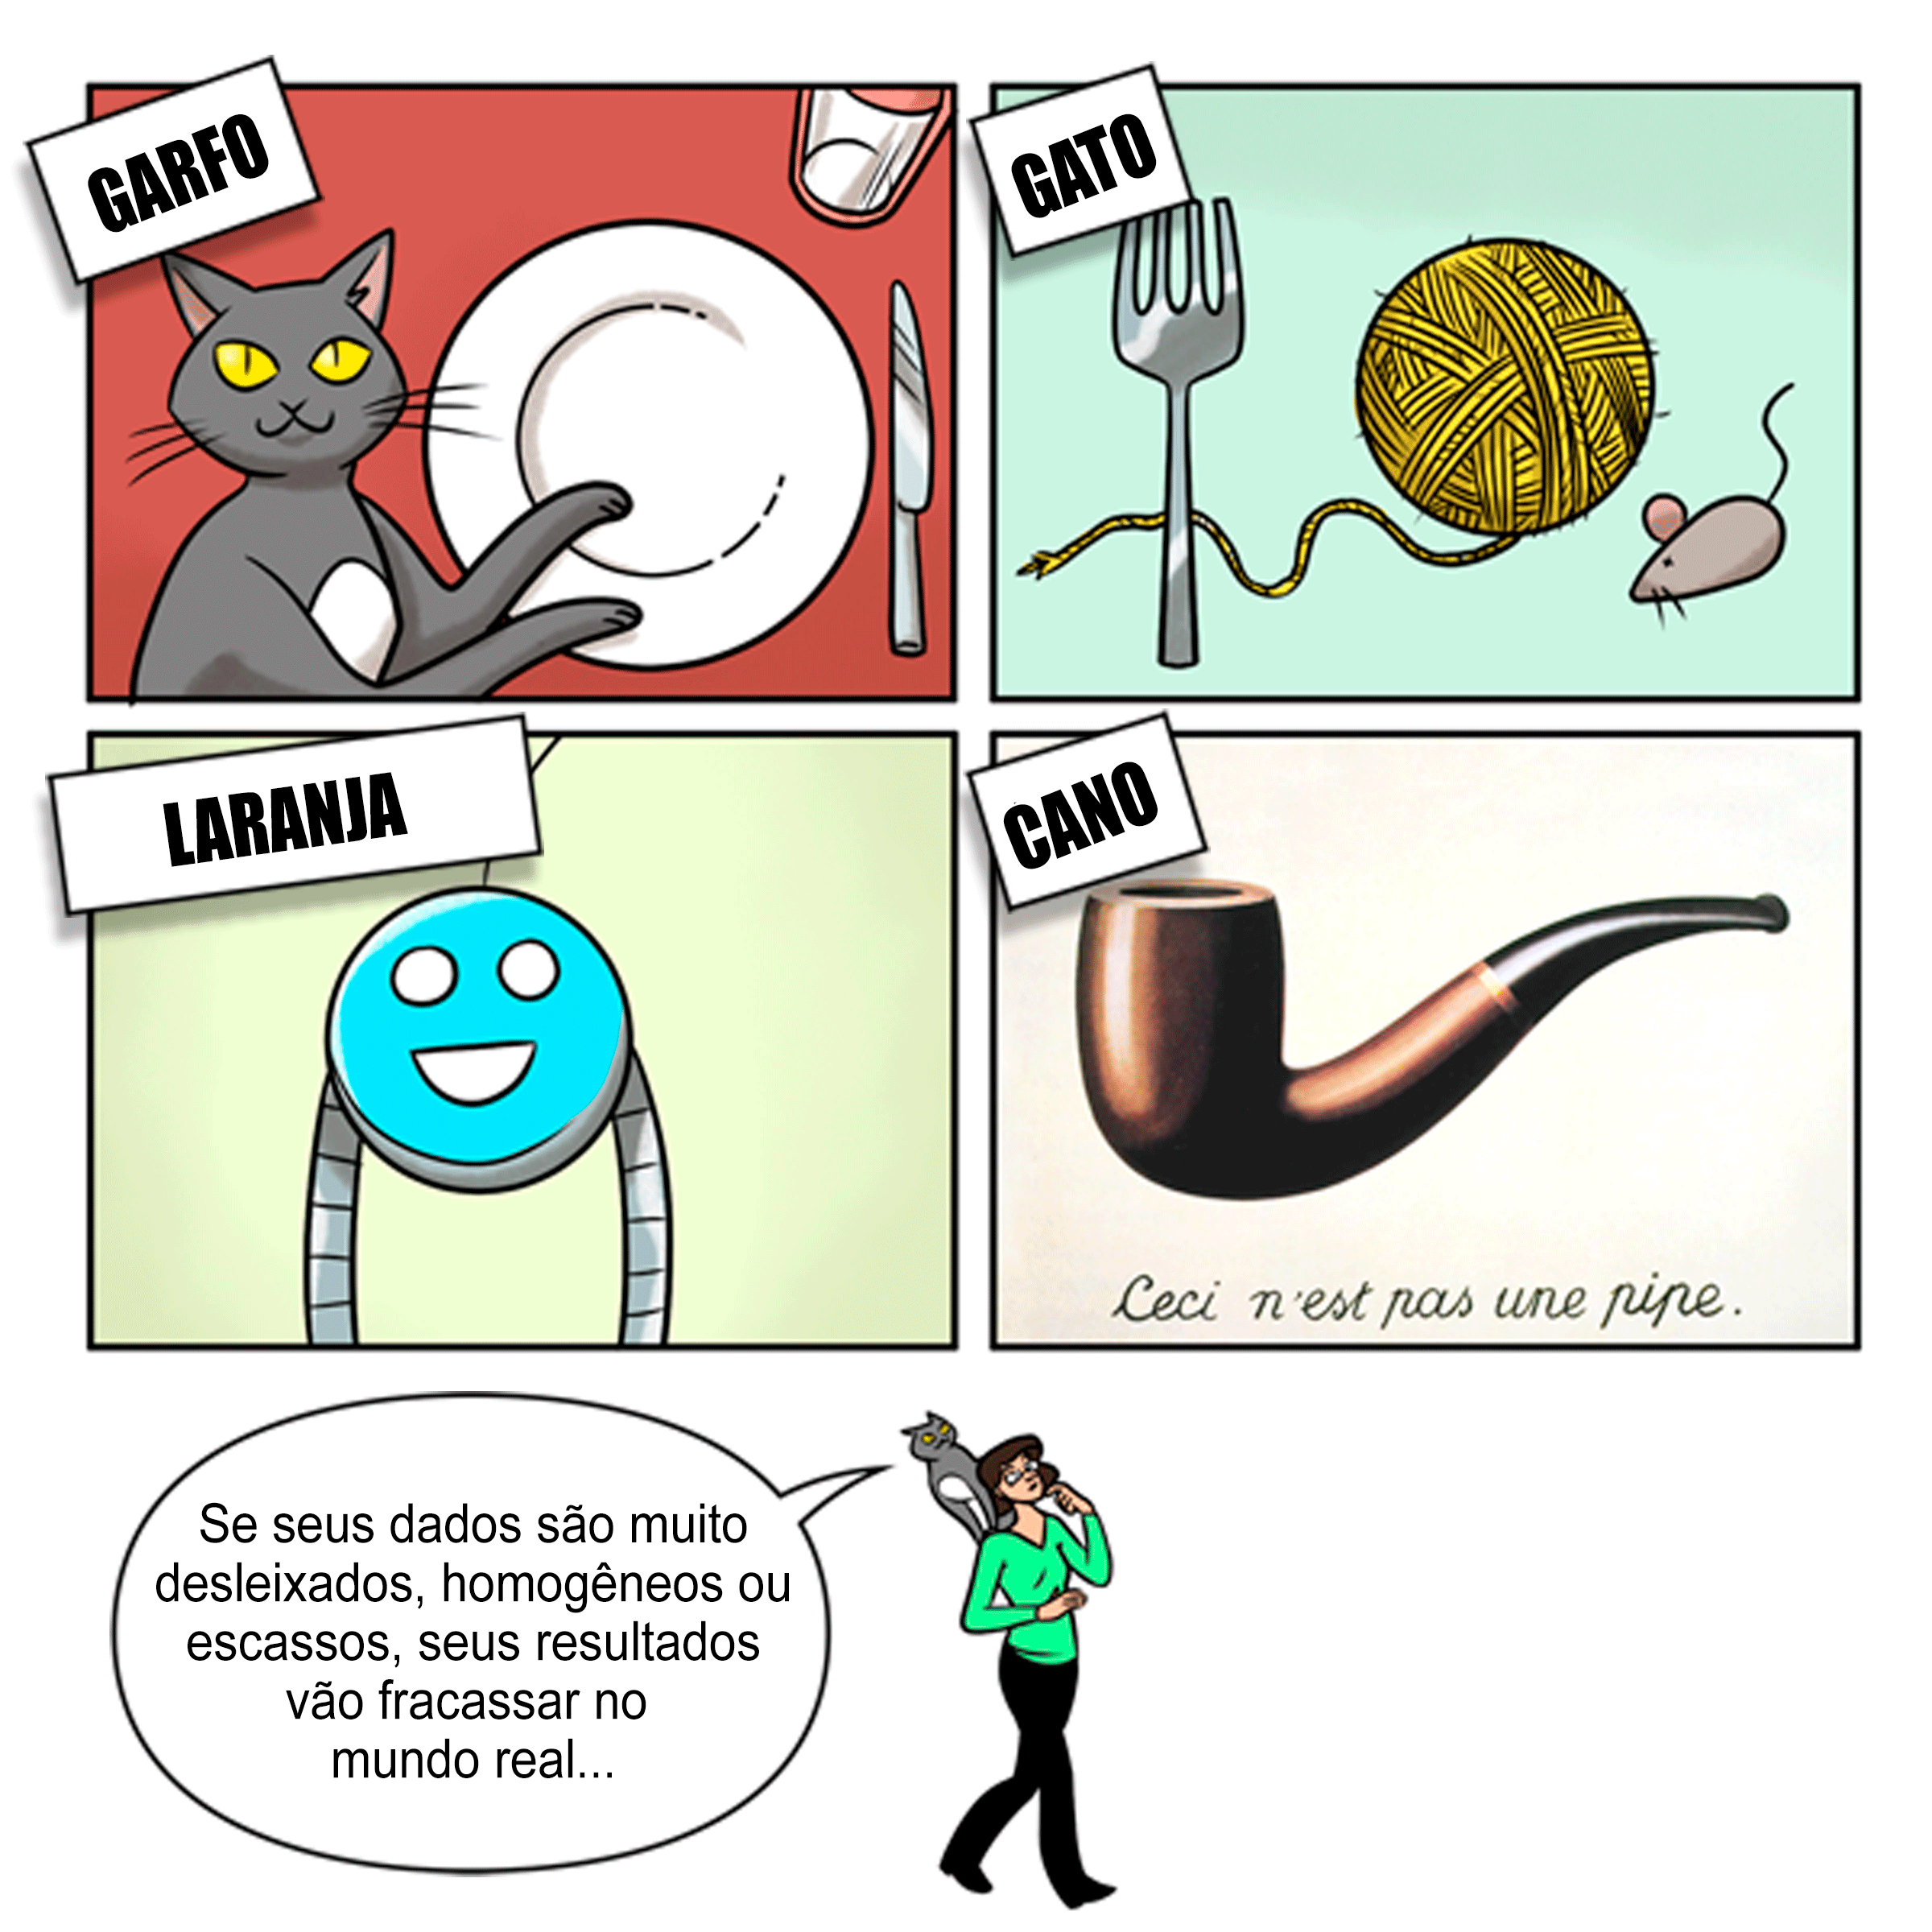 GARFO
GATO
LARANJA
CANO
Ceci n'est pas une pipe.
Se seus dados são muito
desleixados, homogêneos ou
escassos, seus resultados
vão fracassar no
mundo real...